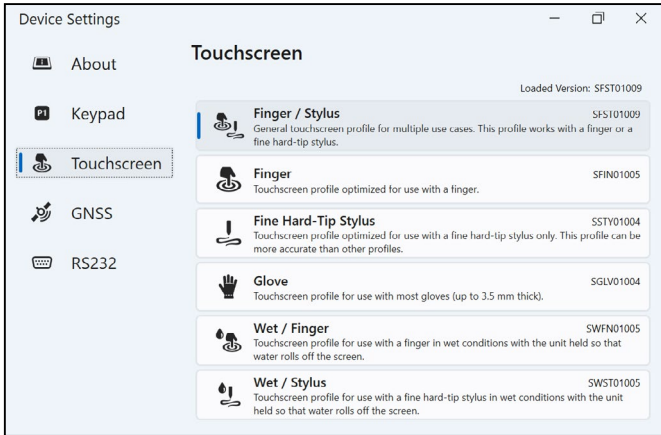 Device Settings
About
Keypad
P1
Touchscreen
GNSS
RS232
Touchscreen
Loaded Version: SFST01009
Finger / Stylus
SFST01009
General touchscreen profile for multiple use cases. This profile works with a finger or a
fine hard-tip stylus.
Finger
SFIN01005
Touchscreen profile optimized for use with a finger.
Fine Hard-Tip Stylus
SSTY01004
Touchscreen profile optimized for use with a fine hard-tip stylus only. This profile can be
more accurate than other profiles.
Glove
SGLV01004
Touchscreen profile for use with most gloves (up to 3.5 mm thick).
Wet / Finger
SWFN01005
Touchscreen profile for use with a finger in wet conditions with the unit held so that
water rolls off the screen.
Wet / Stylus
SWST01005
Touchscreen profile for use with a fine hard-tip stylus in wet conditions with the unit
held so that water rolls off the screen.